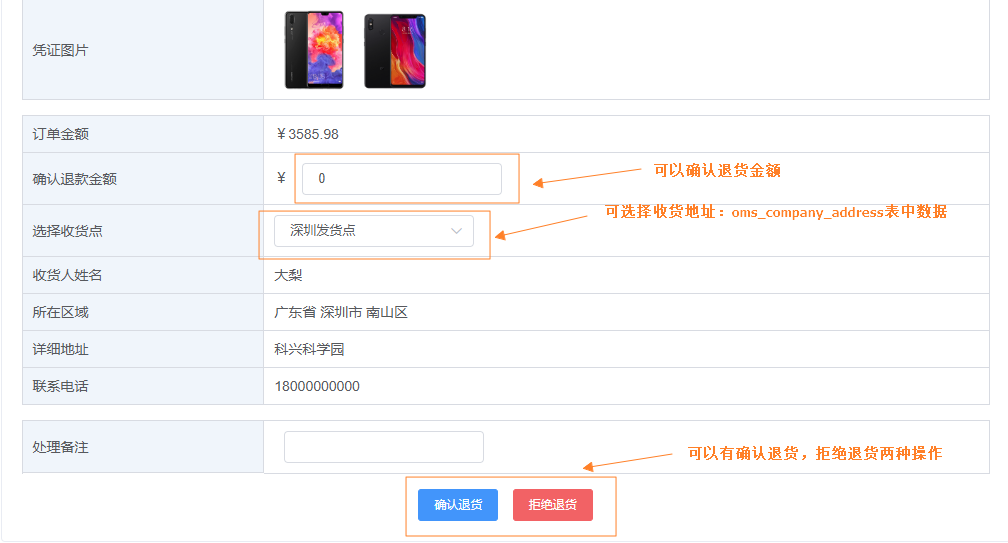 凭证图片
订单金额 ￥3585.98
确认退款金额 ￥ 0 可以确认退货金额
可选择收货地址：oms_company_address表中数据
选择收货点 深圳发货点
收货人姓名 大梨
所在区域 广东省 深圳市 南山区
详细地址 科兴科学园
联系电话 18000000000
处理备注 可以有确认退货，拒绝退货两种操作
确认退货 拒绝退货